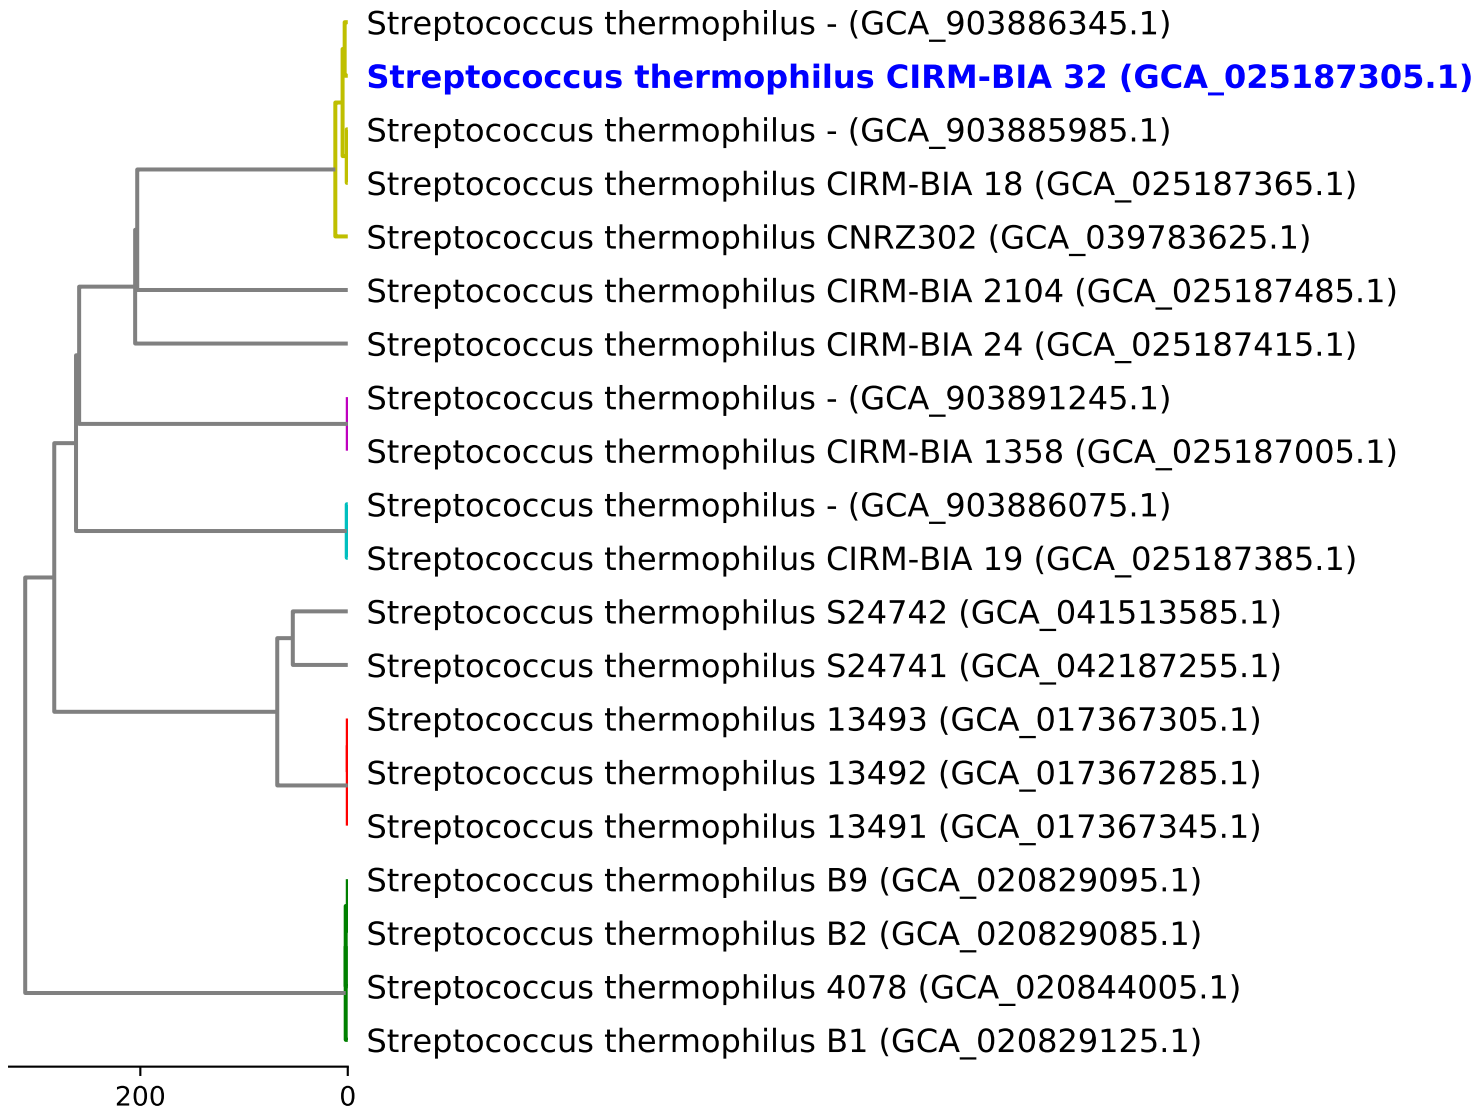 Streptococcus thermophilus - (GCA_903886345.1)
Streptococcus thermophilus CIRM-BIA 32 (GCA_025187305.1)
Streptococcus thermophilus - (GCA_903885985.1)
Streptococcus thermophilus CIRM-BIA 18 (GCA_025187365.1)
Streptococcus thermophilus CNRZ302 (GCA_039783625.1)
Streptococcus thermophilus CIRM-BIA 2104 (GCA_025187485.1)
Streptococcus thermophilus CIRM-BIA 24 (GCA_025187415.1)
Streptococcus thermophilus - (GCA_903891245.1)
Streptococcus thermophilus CIRM-BIA 1358 (GCA_025187005.1)
Streptococcus thermophilus - (GCA_903886075.1)
Streptococcus thermophilus CIRM-BIA 19 (GCA_025187385.1)
Streptococcus thermophilus S24742 (GCA_041513585.1)
Streptococcus thermophilus S24741 (GCA_042187255.1)
Streptococcus thermophilus 13493 (GCA_017367305.1)
Streptococcus thermophilus 13492 (GCA_017367285.1)
Streptococcus thermophilus 13491 (GCA_017367345.1)
Streptococcus thermophilus B9 (GCA_020829095.1)
Streptococcus thermophilus B2 (GCA_020829085.1)
Streptococcus thermophilus 4078 (GCA_020844005.1)
Streptococcus thermophilus B1 (GCA_020829125.1)
200 0